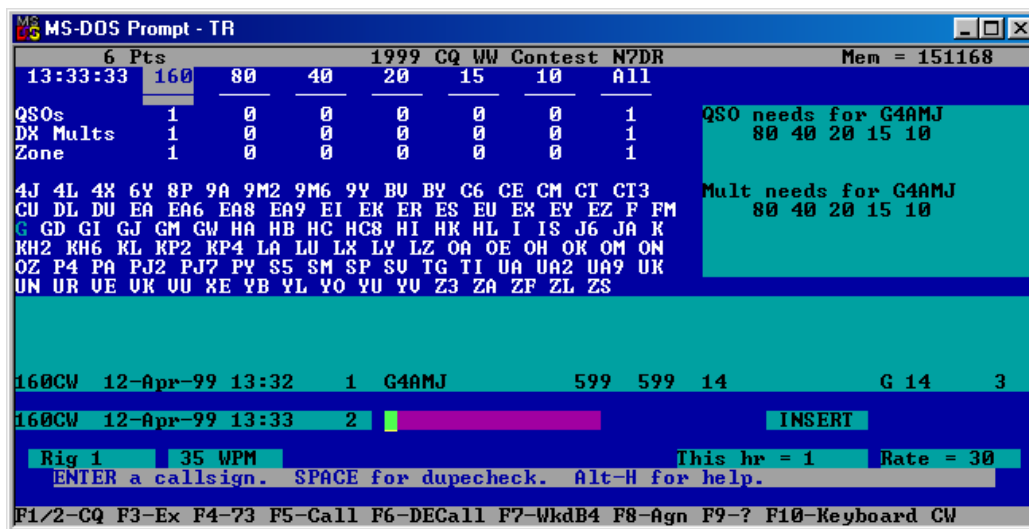 MS-DOS Prompt - TR
6 Pts 1999 CQ WW Contest N7DR Mem = 151168
13:33:33 160 80 40 20 15 10 All
QSOs 1 0 0 0 0 0 1
DX Mults 1 0 0 0 0 0 1
Zone 1 0 0 0 0 0 1
QSO needs for G4AMJ
80 40 20 15 10
4J 4L 4X 6Y 8P 9A 9M2 9M6 9Y BV BY C6 CE CM CT CT3
CU DL DU EA EA6 EA8 EA9 EI EK ER ES EU EX EY EZ F FM
G GD GI GJ GM GW HA HB HC HC8 HI HK HL I IS J6 JA K
KH2 KH6 KL KP2 KP4 LA LU LX LY LZ OA OE OH OK OM ON
OZ P4 PA PJ2 PJ7 PY S5 SM SP SV TG TI UA UA2 UA9 UK
UN UR VE VK VU XE YB YL YO YU YV Z3 ZA ZF ZL ZS
Mult needs for G4AMJ
80 40 20 15 10
160CW 12-Apr-99 13:32 1 G4AMJ 599 599 14 G 14 3
160CW 12-Apr-99 13:33 2 INSERT
Rig 1 35 WPM This hr = 1 Rate = 30
ENTER a callsign. SPACE for dupecheck. Alt-H for help.
F1/2-CQ F3-Ex F4-73 F5-Call F6-DECall F7-WkdB4 F8-Agn F9-? F10-Keyboard CW